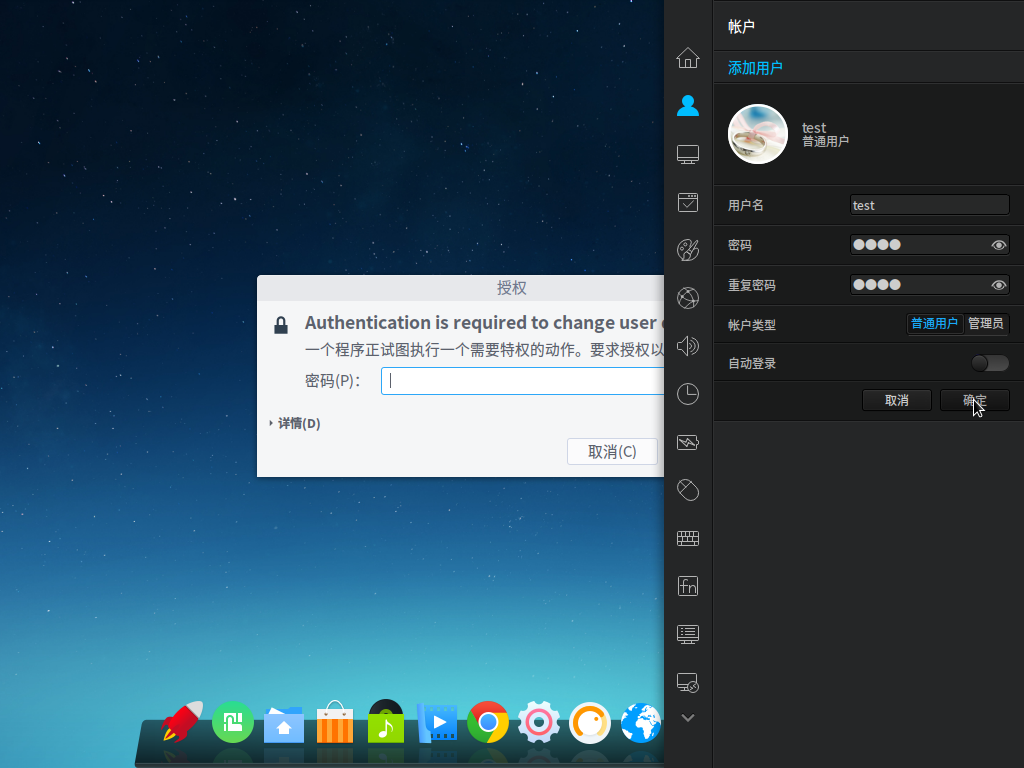 帐户
添加用户
test
普通用户
用户名 test
密码
重复密码
帐户类型 普通用户 管理员
自动登录
取消 确定
授权
Authentication is required to change user
一个程序正试图执行一个需要特权的动作。要求授权以
密码(P)：
详情(D)
取消(C)
fn